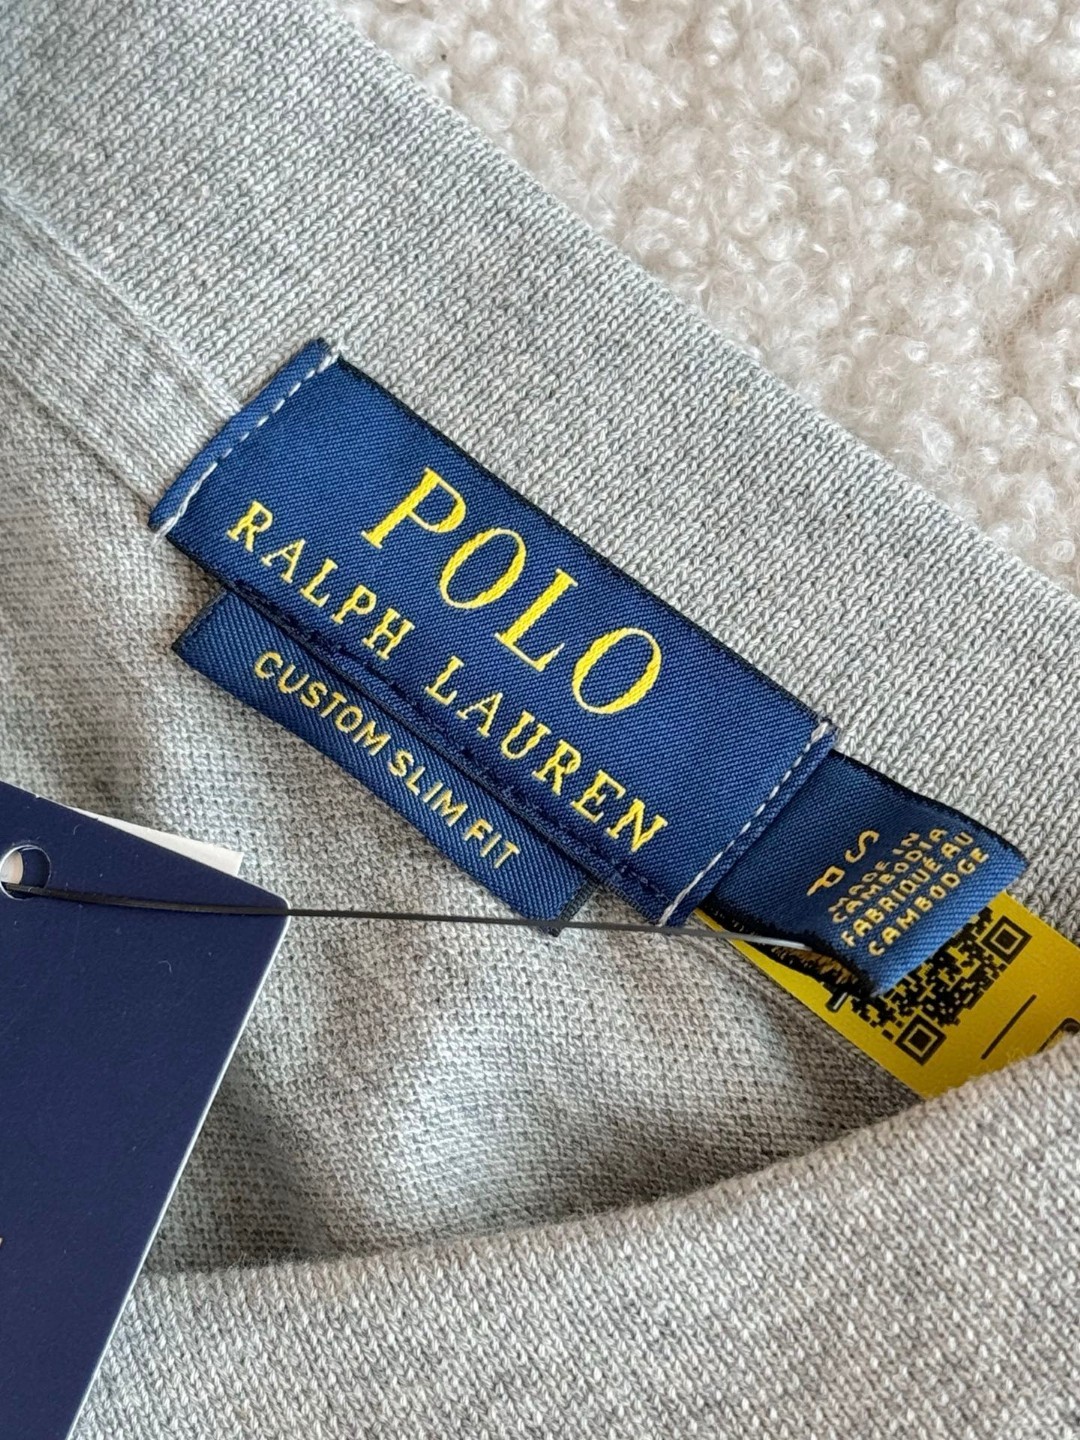 POLO
RALPH LAUREN
CUSTOM SLIM FIT
S
P
MADE IN
CAMBODIA
FABRIQUÉ AU
CAMBODGE